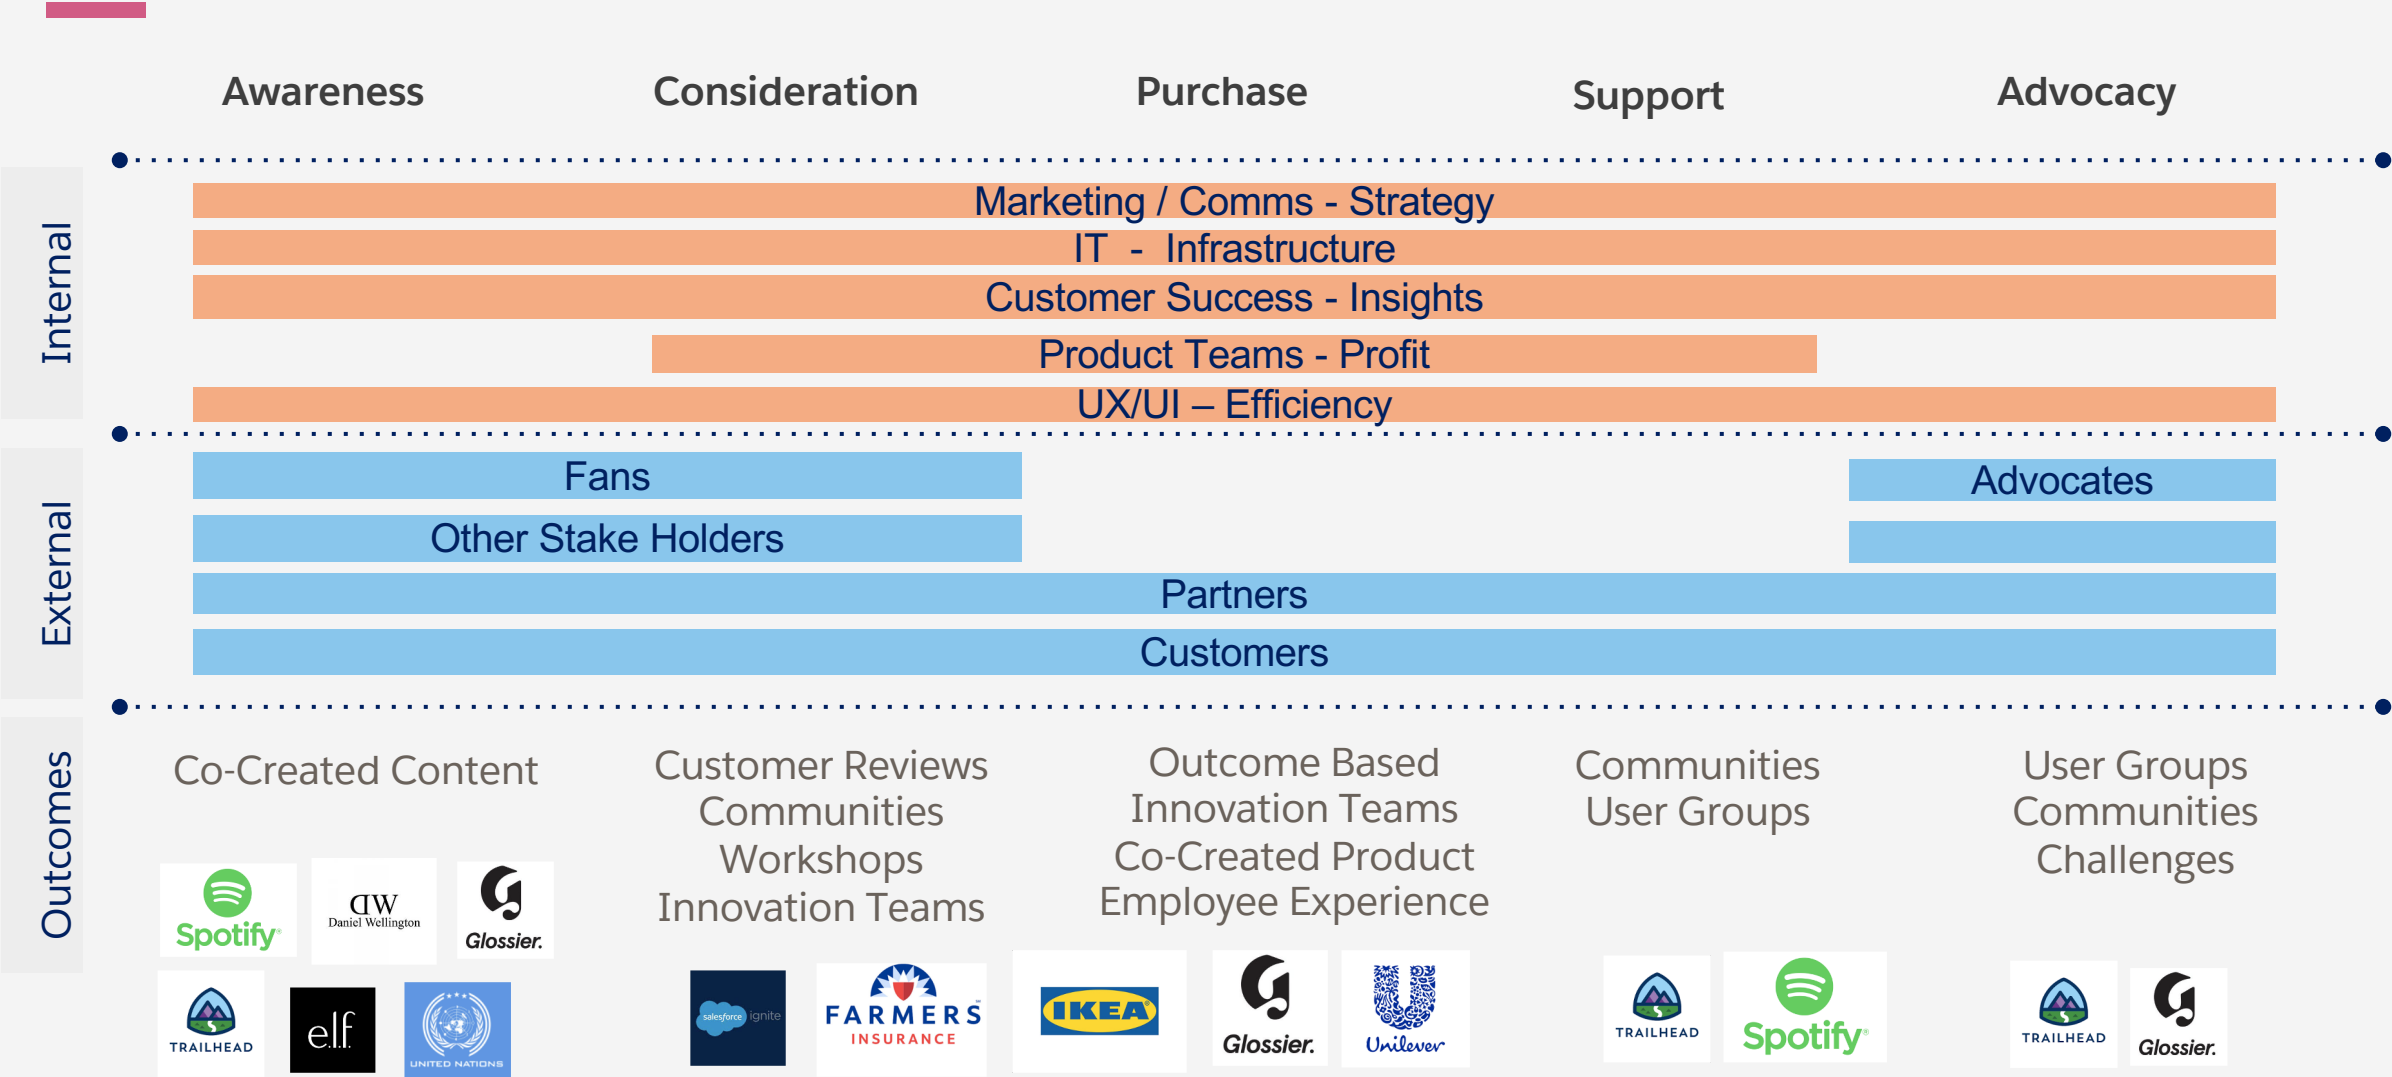 Awareness
Consideration
Purchase
Support
Advocacy
Internal
Marketing / Comms - Strategy
IT - Infrastructure
Customer Success - Insights
Product Teams - Profit
UX/UI – Efficiency
External
Fans
Advocates
Other Stake Holders
Partners
Customers
Outcomes
Co-Created Content
Customer Reviews
Communities
Workshops
Innovation Teams
Outcome Based
Innovation Teams
Co-Created Product
Employee Experience
Communities
User Groups
User Groups
Communities
Challenges
Spotify®
DW
Daniel Wellington
G
Glossier.
TRAILHEAD
e.l.f.
UNITED NATIONS
salesforce ignite
FARMERS
INSURANCE
IKEA®
G
Glossier.
U
Unilever
TRAILHEAD
Spotify®
TRAILHEAD
G
Glossier.